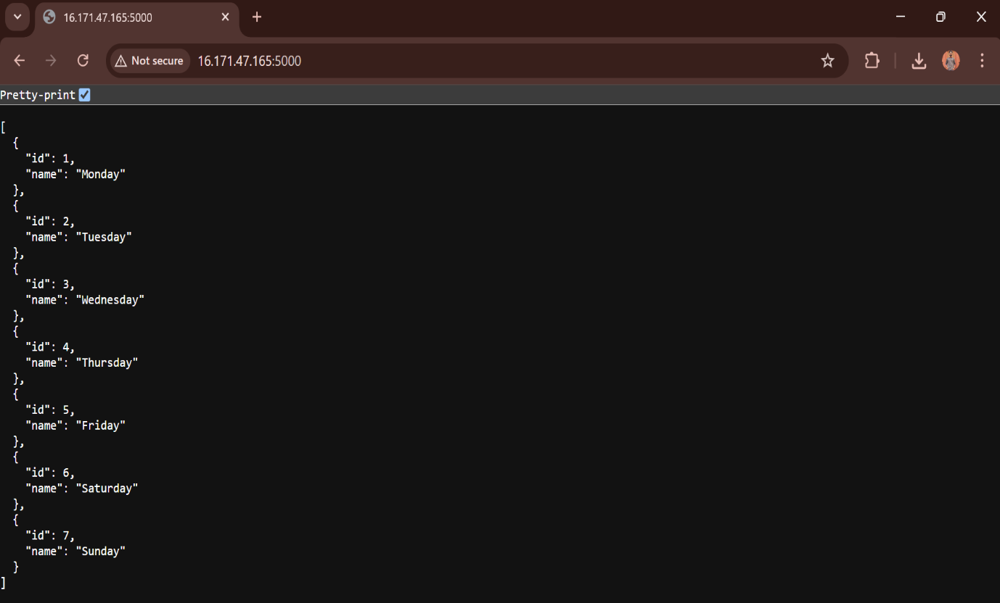 16.171.47.165:5000
Not secure 16.171.47.165:5000
Pretty-print
[
  {
    "id": 1,
    "name": "Monday"
  },
  {
    "id": 2,
    "name": "Tuesday"
  },
  {
    "id": 3,
    "name": "Wednesday"
  },
  {
    "id": 4,
    "name": "Thursday"
  },
  {
    "id": 5,
    "name": "Friday"
  },
  {
    "id": 6,
    "name": "Saturday"
  },
  {
    "id": 7,
    "name": "Sunday"
  }
]